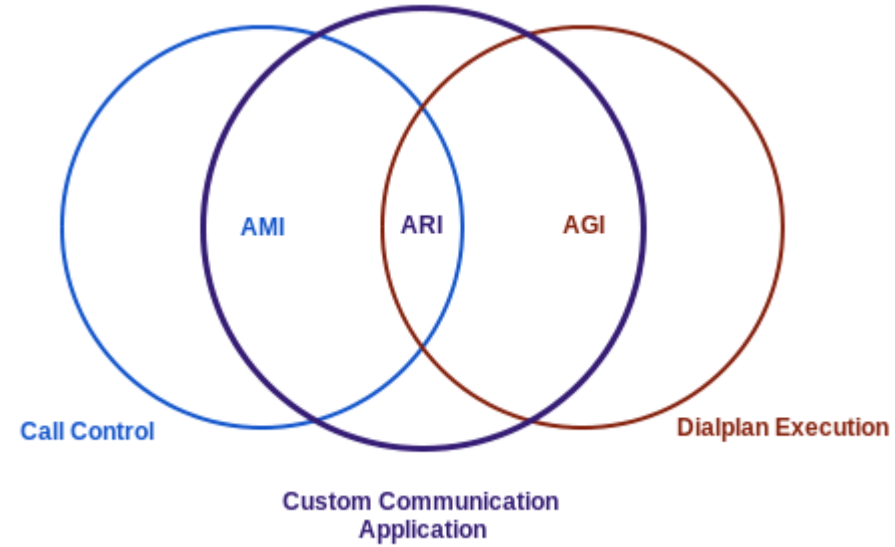 AMI
ARI
AGI
Call Control
Dialplan Execution
Custom Communication
Application